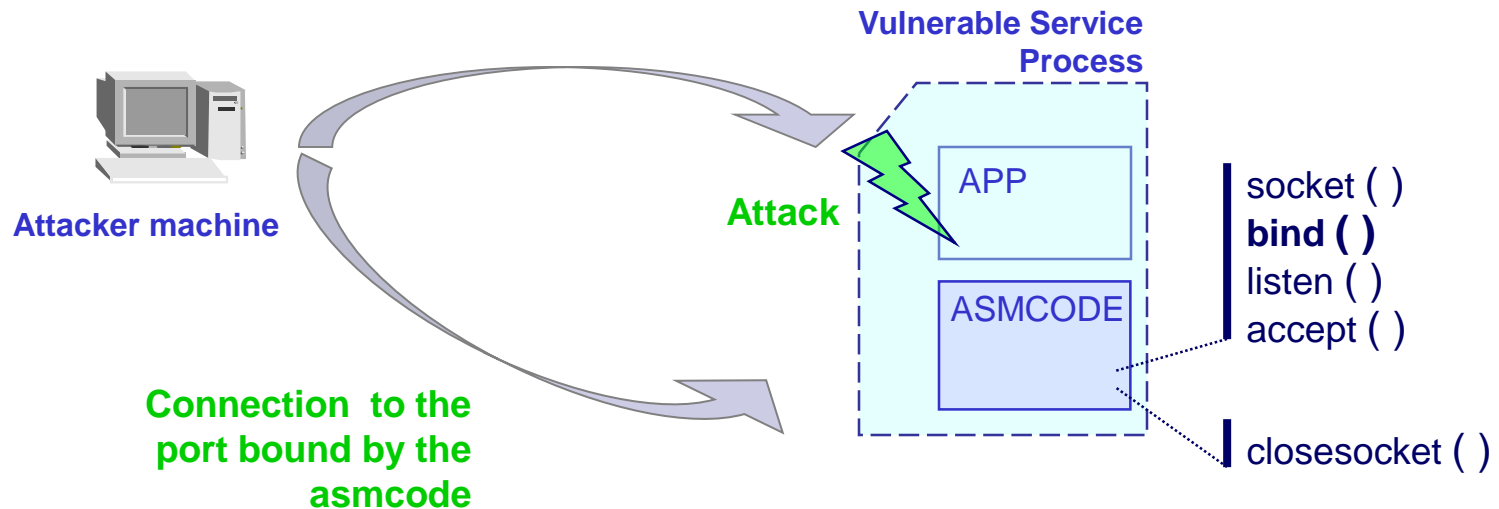 Vulnerable Service
Process
Attacker machine
Attack
APP
ASMCODE
socket ( )
bind ( )
listen ( )
accept ( )
closesocket ( )
Connection to the
port bound by the
asmcode